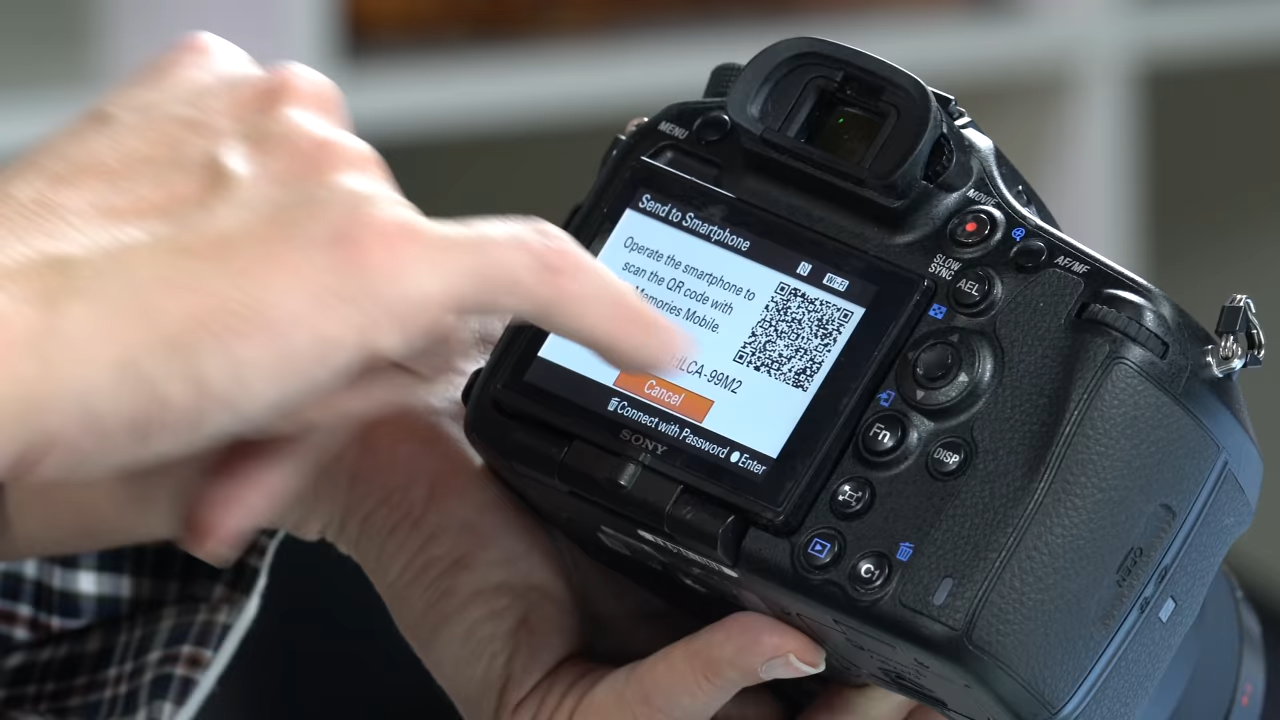 MENU
MOVIE
Send to Smartphone
N Wi-Fi
Operate the smartphone to
scan the QR code with
Memories Mobile.
ILCA-99M2
Cancel
Connect with Password Enter
SONY
AF/MF
SLOW
SYNC
AEL
Fn
DISP
C1
OPEN